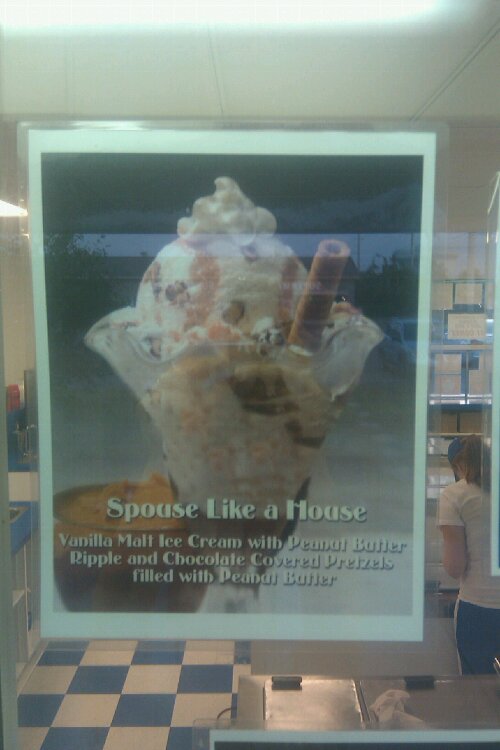 Spouse Like a House
Vanilla Malt Ice Cream with Peanut Butter
Ripple and Chocolate Covered Pretzels
filled with Peanut Butter